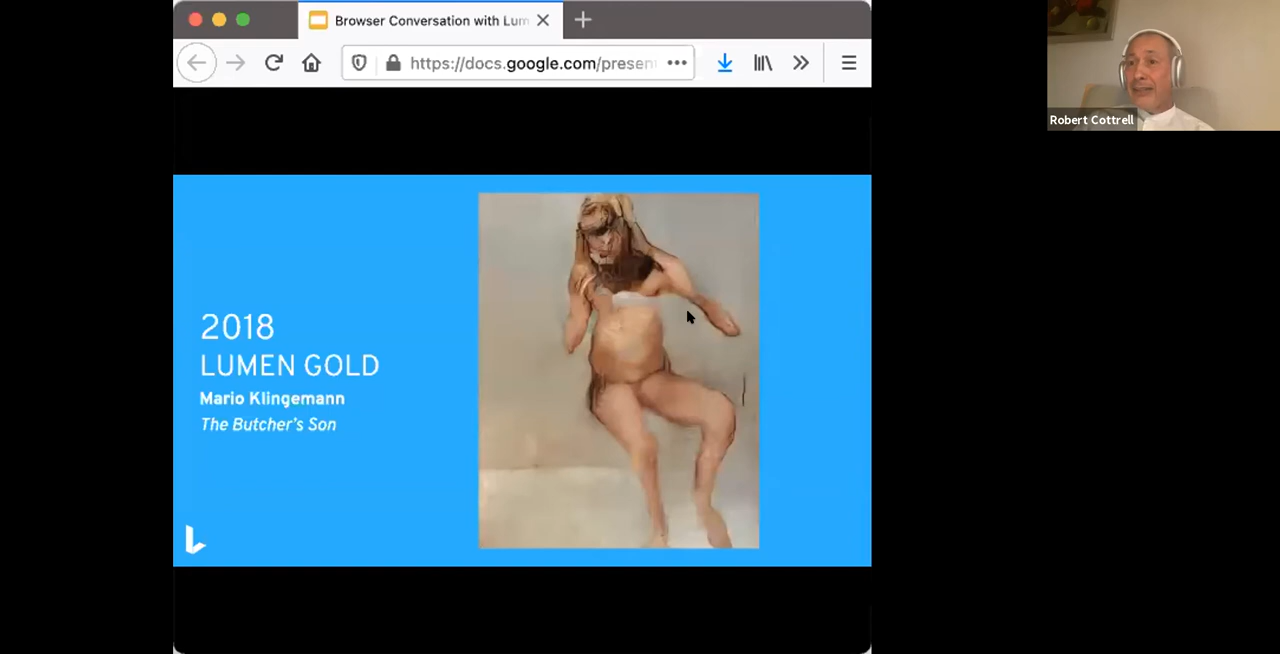 Browser Conversation with Lum
https://docs.google.com/presen
Robert Cottrell
2018
LUMEN GOLD
Mario Klingemann
The Butcher's Son